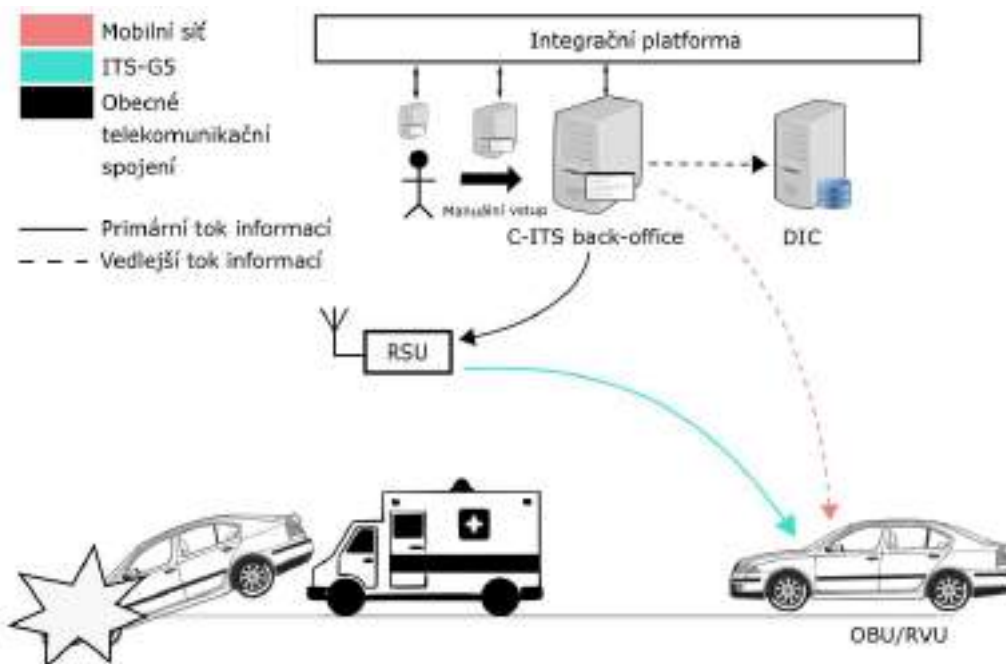 Mobilní síť
ITS-G5
Obecné
telekomunikační
spojení
Primární tok informací
Vedlejší tok informací
Integrační platforma
Manuální vstup
C-ITS back-office
DIC
RSU
OBU/RVU